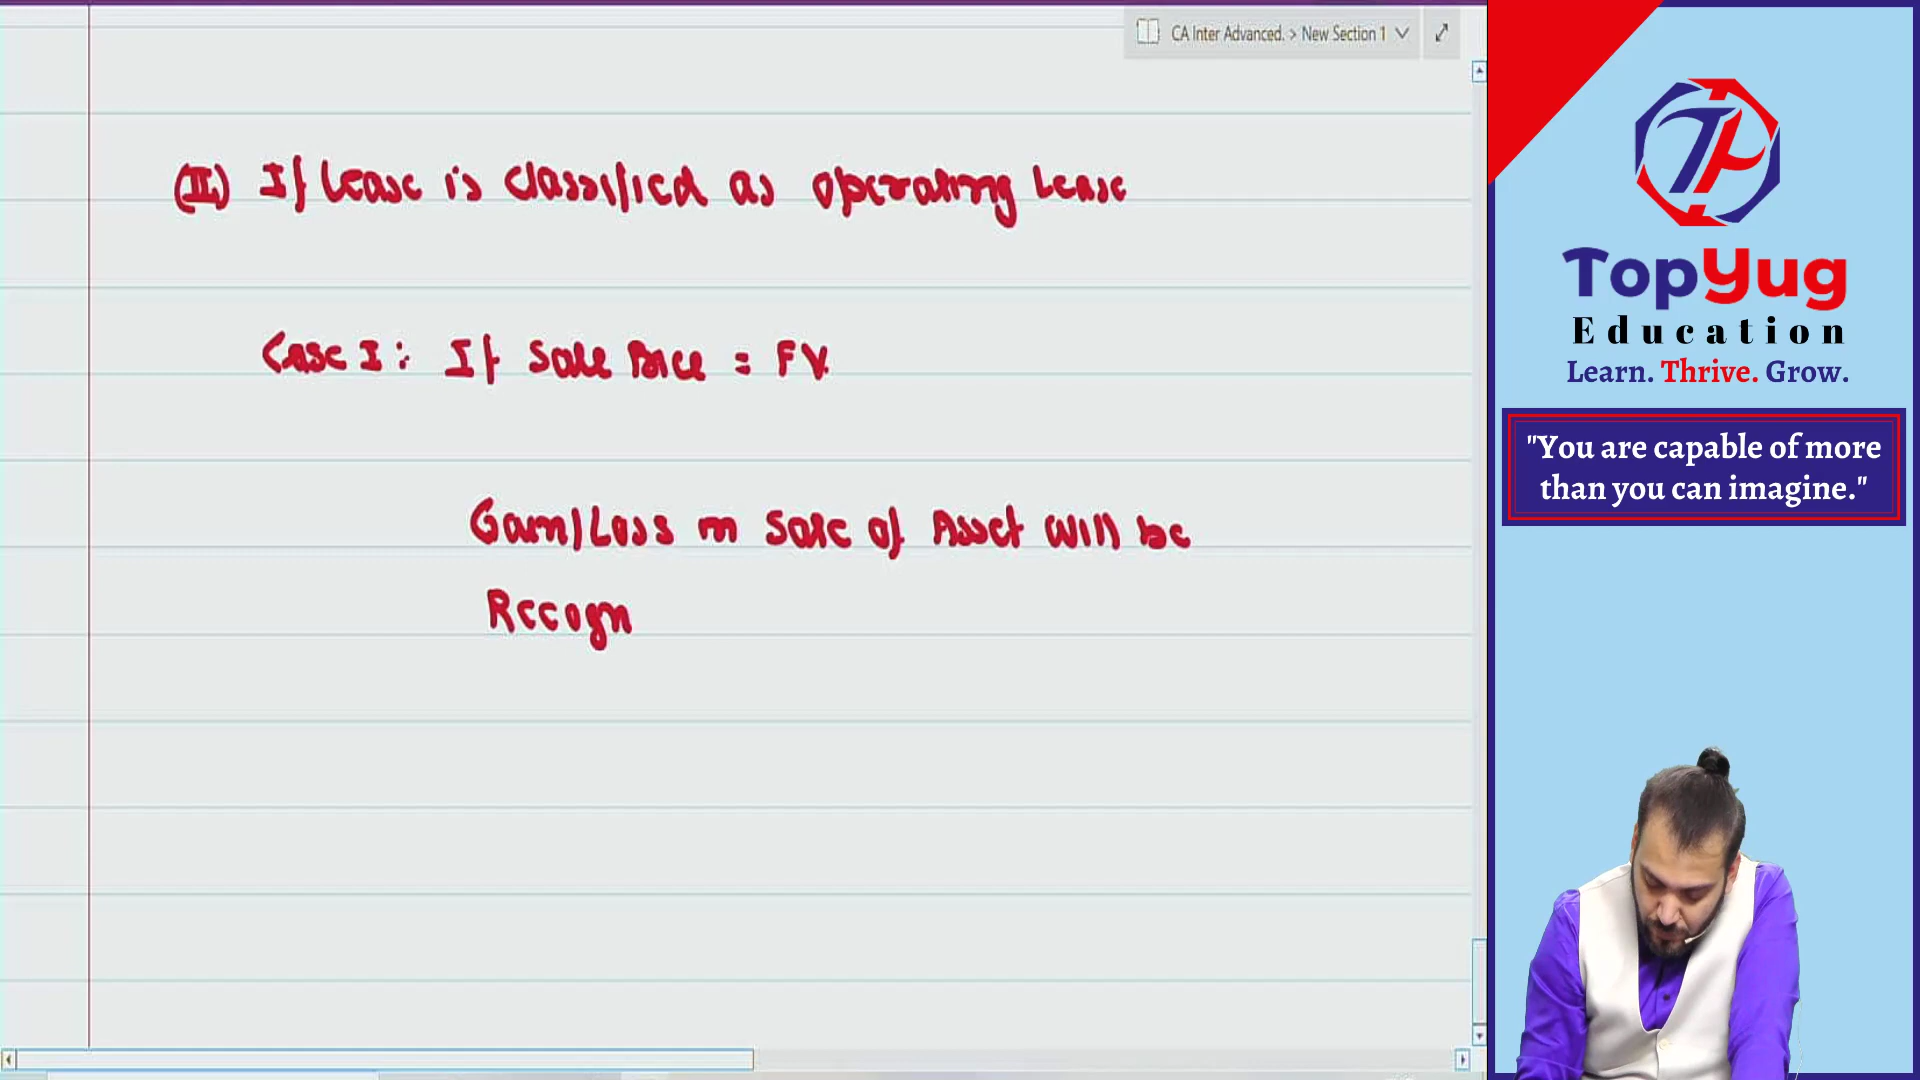 CA Inter Advanced. > New Section 1
(II) If Lease is classified as operating Lease
Case I: If Sale Price = FV.
Gain/Loss on Sale of Asset will be
Recogn
TopYug
Education
Learn. Thrive. Grow.
"You are capable of more
than you can imagine."